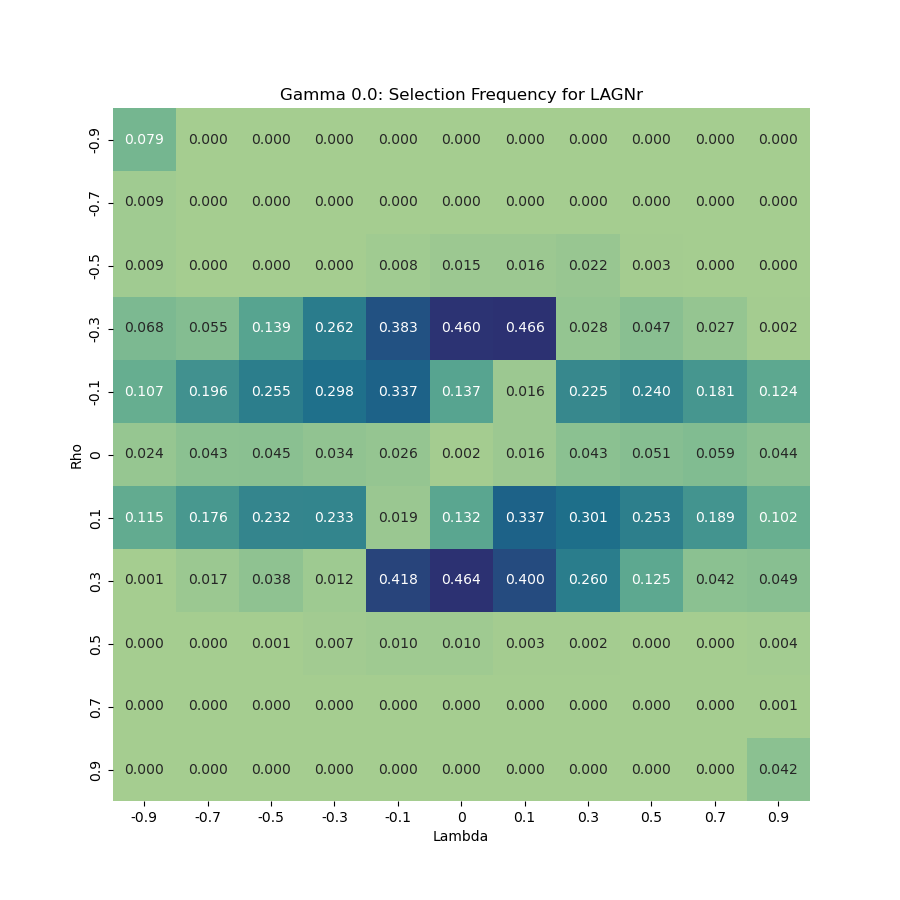 Gamma 0.0: Selection Frequency for LAGNr
-0.9 0.079 0.000 0.000 0.000 0.000 0.000 0.000 0.000 0.000 0.000 0.000
-0.7 0.009 0.000 0.000 0.000 0.000 0.000 0.000 0.000 0.000 0.000 0.000
-0.5 0.009 0.000 0.000 0.000 0.008 0.015 0.016 0.022 0.003 0.000 0.000
-0.3 0.068 0.055 0.139 0.262 0.383 0.460 0.466 0.028 0.047 0.027 0.002
-0.1 0.107 0.196 0.255 0.298 0.337 0.137 0.016 0.225 0.240 0.181 0.124
Rho
0 0.024 0.043 0.045 0.034 0.026 0.002 0.016 0.043 0.051 0.059 0.044
0.1 0.115 0.176 0.232 0.233 0.019 0.132 0.337 0.301 0.253 0.189 0.102
0.3 0.001 0.017 0.038 0.012 0.418 0.464 0.400 0.260 0.125 0.042 0.049
0.5 0.000 0.000 0.001 0.007 0.010 0.010 0.003 0.002 0.000 0.000 0.004
0.7 0.000 0.000 0.000 0.000 0.000 0.000 0.000 0.000 0.000 0.000 0.001
0.9 0.000 0.000 0.000 0.000 0.000 0.000 0.000 0.000 0.000 0.000 0.042
-0.9 -0.7 -0.5 -0.3 -0.1 0 0.1 0.3 0.5 0.7 0.9
Lambda